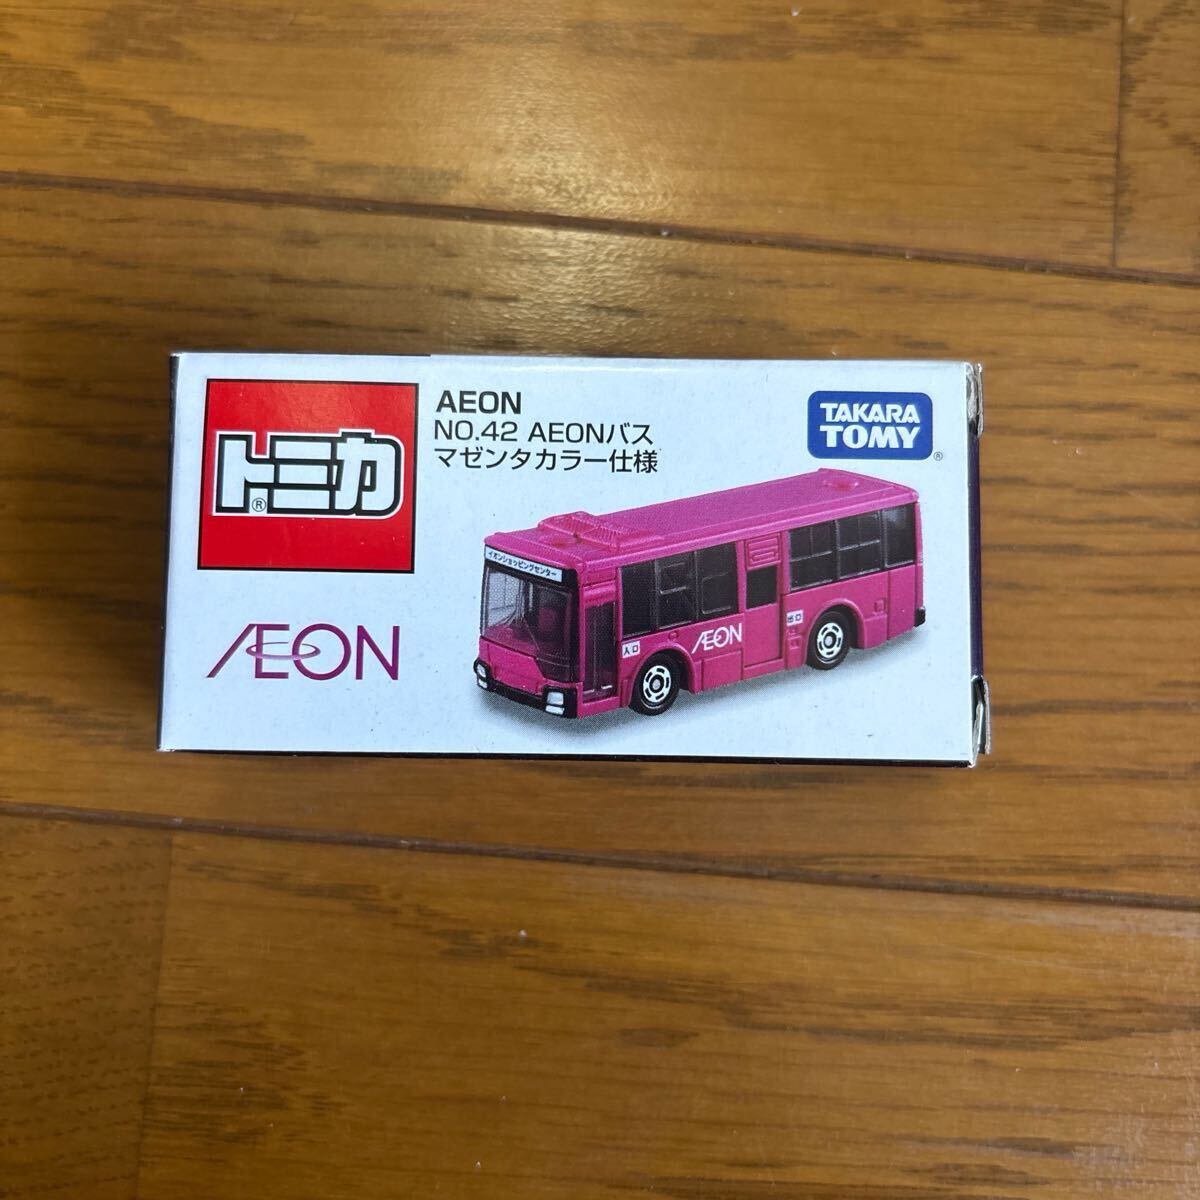 トミカ®
AEON
NO.42 AEONバス
マゼンタカラー仕様
TAKARA
TOMY®
AEON
イオンショッピングセンター
入口
AEON
出口